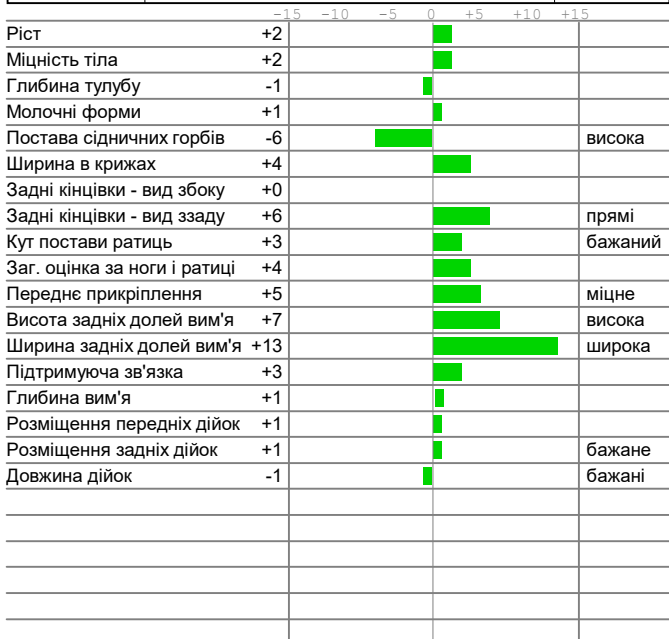 -15 -10 -5 0 +5 +10 +15
Ріст +2
Міцність тіла +2
Глибина тулубу -1
Молочні форми +1
Постава сідничних горбів -6 висока
Ширина в крижах +4
Задні кінцівки - вид збоку +0
Задні кінцівки - вид ззаду +6 прямі
Кут постави ратиць +3 бажаний
Заг. оцінка за ноги і ратиці +4
Переднє прикріплення +5 міцне
Висота задніх долей вим'я +7 висока
Ширина задніх долей вим'я +13 широка
Підтримуюча зв'язка +3
Глибина вим'я +1
Розміщення передніх дійок +1
Розміщення задніх дійок +1 бажане
Довжина дійок -1 бажані